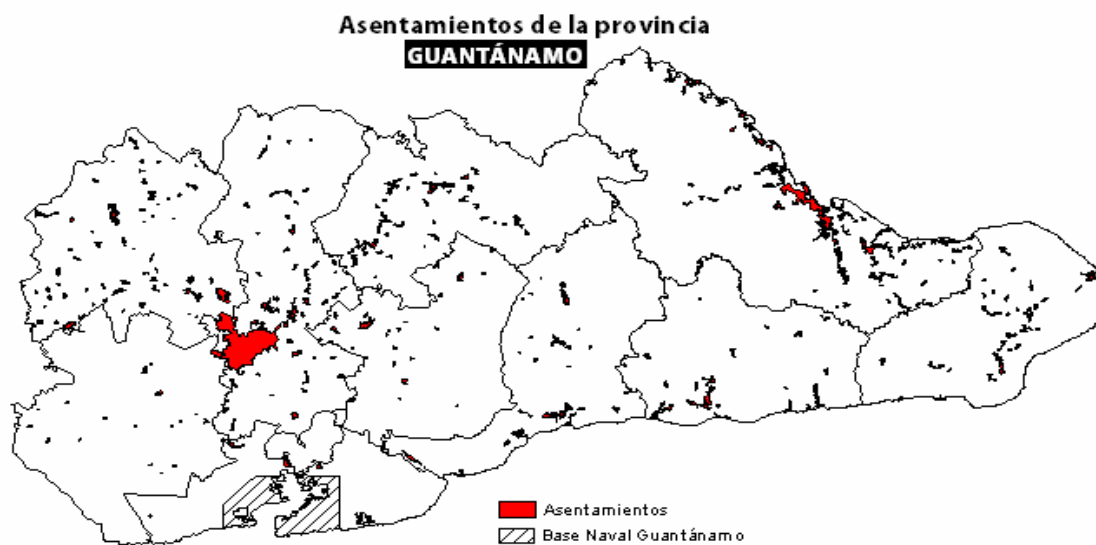 Asentamientos de la provincia
GUANTÁNAMO
Asentamientos
Base Naval Guantánamo